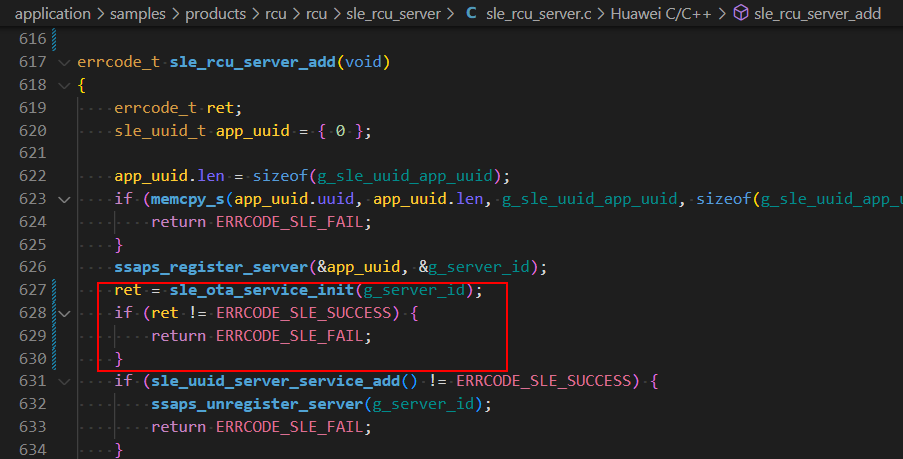 application > samples > products > rcu > rcu > sle_rcu_server > C sle_rcu_server.c > Huawei C/C++ > sle_rcu_server_add
616
617 errcode_t sle_rcu_server_add(void)
618 {
619 errcode_t ret;
620 sle_uuid_t app_uuid = { 0 };
621
622 app_uuid.len = sizeof(g_sle_uuid_app_uuid);
623 if (memcpy_s(app_uuid.uuid, app_uuid.len, g_sle_uuid_app_uuid, sizeof(g_sle_uuid_app_u
624 return ERRCODE_SLE_FAIL;
625 }
626 ssaps_register_server(&app_uuid, &g_server_id);
627 ret = sle_ota_service_init(g_server_id);
628 if (ret != ERRCODE_SLE_SUCCESS) {
629 return ERRCODE_SLE_FAIL;
630 }
631 if (sle_uuid_server_service_add() != ERRCODE_SLE_SUCCESS) {
632 ssaps_unregister_server(g_server_id);
633 return ERRCODE_SLE_FAIL;
634 }